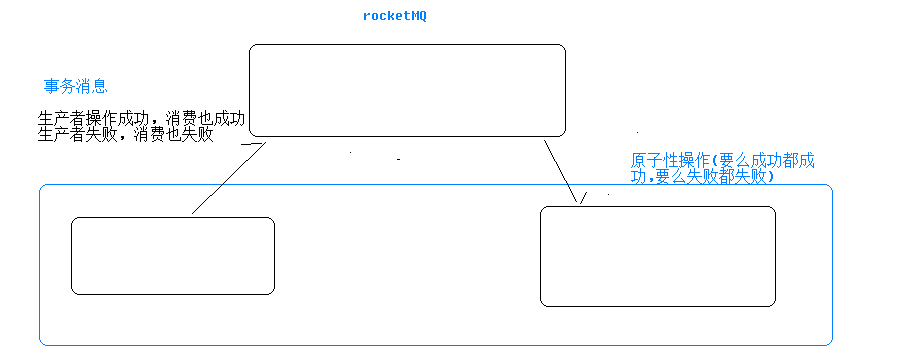 rocketMQ
事务消息
生产者操作成功，消费也成功
生产者失败，消费也失败
原子性操作(要么成功都成
功,要么失败都失败)